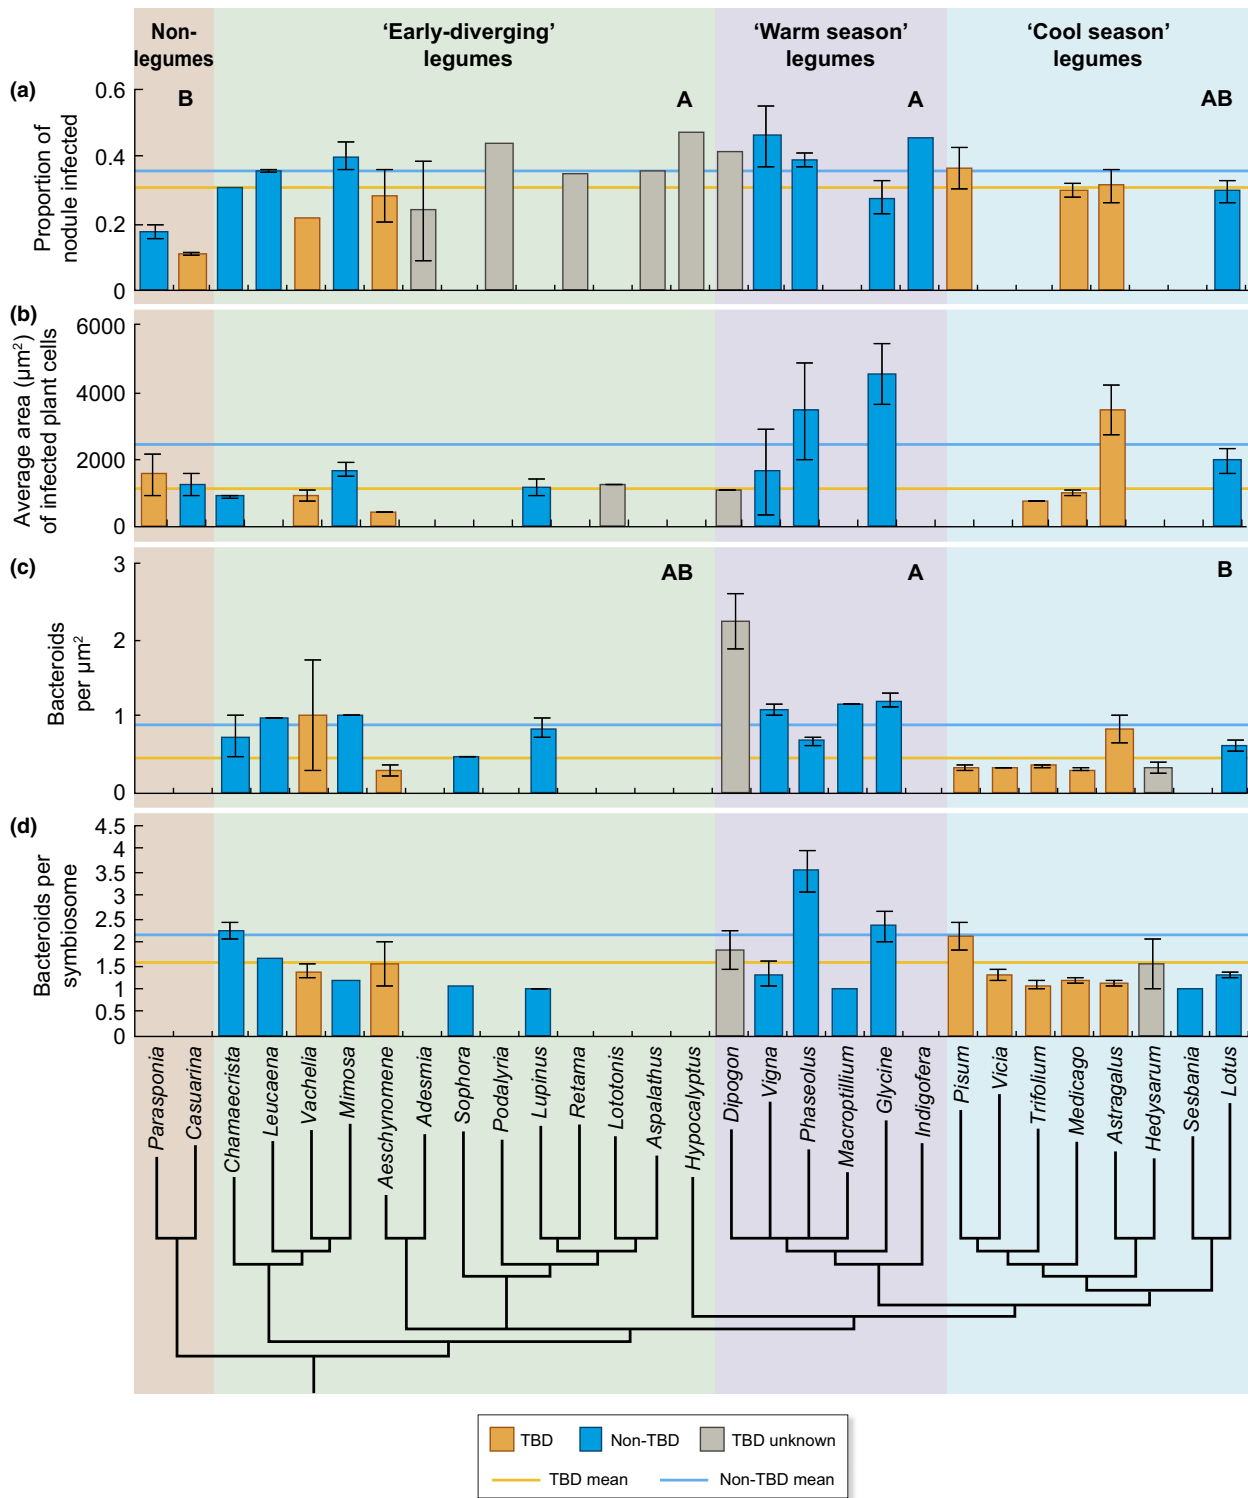 Non-
legumes
‘Early-diverging’
legumes
‘Warm season’
legumes
‘Cool season’
legumes
(a)
Proportion of
nodule infected
0.6
0.4
0.2
0
B
A
A
AB
(b)
Average area (µm²)
of infected plant cells
6000
4000
2000
0
(c)
Bacteroids
per µm²
3
2
1
0
AB
A
B
(d)
Bacteroids per
symbiosome
4.5
4
3.5
3
2.5
2
1.5
1
0.5
0
Parasponia
Casuarina
Chamaecrista
Leucaena
Vachelia
Mimosa
Aeschynomene
Adesmia
Sophora
Podalyria
Lupinus
Retama
Lototonis
Aspalathus
Hypocalyptus
Dipogon
Vigna
Phaseolus
Macroptillium
Glycine
Indigofera
Pisum
Vicia
Trifolium
Medicago
Astragalus
Hedysarum
Sesbania
Lotus
TBD
Non-TBD
TBD unknown
TBD mean
Non-TBD mean